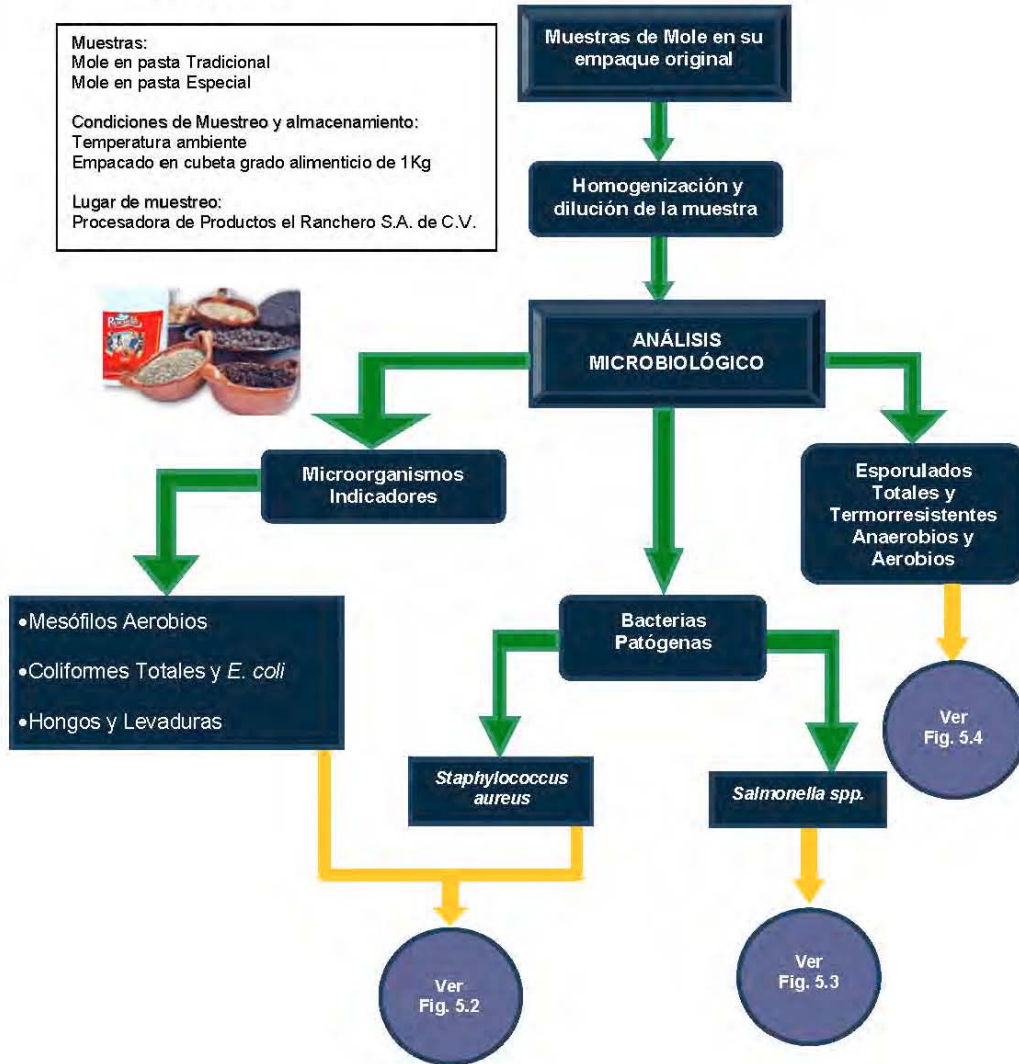 Muestras:
Mole en pasta Tradicional
Mole en pasta Especial
Condiciones de Muestreo y almacenamiento:
Temperatura ambiente
Empacado en cubeta grado alimenticio de 1Kg
Lugar de muestreo:
Procesadora de Productos el Ranchero S.A. de C.V.
Muestras de Mole en su
empaque original
Homogenización y
dilución de la muestra
ANÁLISIS
MICROBIOLÓGICO
Microorganismos
Indicadores
Esporulados
Totales y
Termorresistentes
Anaerobios y
Aerobios
•Mesófilos Aerobios
•Coliformes Totales y E. coli
•Hongos y Levaduras
Bacterias
Patógenas
Staphylococcus
aureus
Salmonella spp.
Ver
Fig. 5.4
Ver
Fig. 5.2
Ver
Fig. 5.3